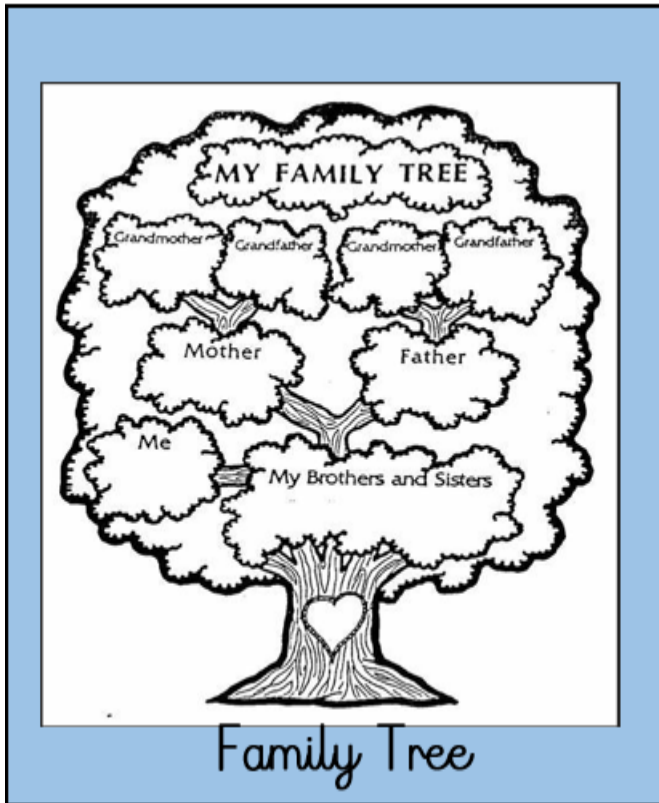 MY FAMILY TREE
Grandmother Grandfather Grandmother Grandfather
Mother Father
Me
My Brothers and Sisters
Family Tree